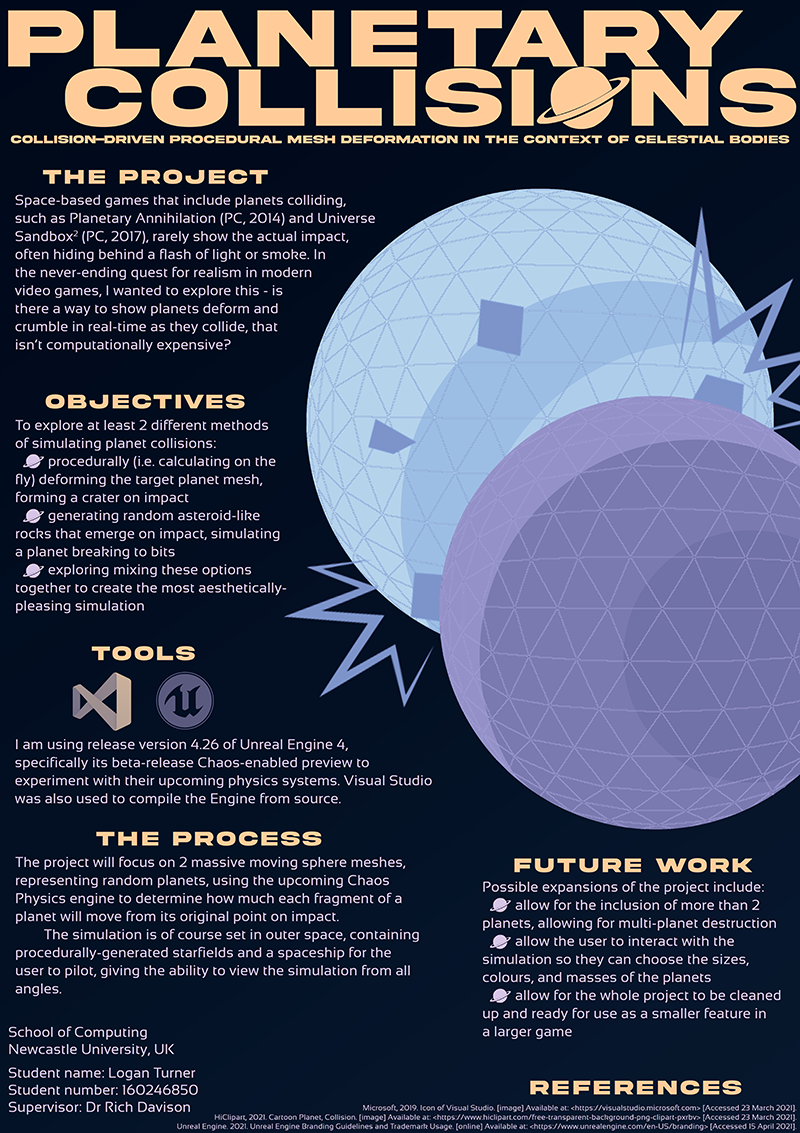 PLANETARY
COLLISIONS
COLLISION-DRIVEN PROCEDURAL MESH DEFORMATION IN THE CONTEXT OF CELESTIAL BODIES
THE PROJECT
Space-based games that include planets colliding,
such as Planetary Annihilation (PC, 2014) and Universe
Sandbox² (PC, 2017), rarely show the actual impact,
often hiding behind a flash of light or smoke. In
the never-ending quest for realism in modern
video games, I wanted to explore this - is
there a way to show planets deform and
crumble in real-time as they collide, that
isn't computationally expensive?
OBJECTIVES
To explore at least 2 different methods
of simulating planet collisions:
procedurally (i.e. calculating on the
fly) deforming the target planet mesh,
forming a crater on impact
generating random asteroid-like
rocks that emerge on impact, simulating
a planet breaking to bits
exploring mixing these options
together to create the most aesthetically-
pleasing simulation
TOOLS
I am using release version 4.26 of Unreal Engine 4,
specifically its beta-release Chaos-enabled preview to
experiment with their upcoming physics systems. Visual Studio
was also used to compile the Engine from source.
THE PROCESS
The project will focus on 2 massive moving sphere meshes,
representing random planets, using the upcoming Chaos
Physics engine to determine how much each fragment of a
planet will move from its original point on impact.
The simulation is of course set in outer space, containing
procedurally-generated starfields and a spaceship for the
user to pilot, giving the ability to view the simulation from all
angles.
FUTURE WORK
Possible expansions of the project include:
allow for the inclusion of more than 2
planets, allowing for multi-planet destruction
allow the user to interact with the
simulation so they can choose the sizes,
colours, and masses of the planets
allow for the whole project to be cleaned
up and ready for use as a smaller feature in
a larger game
School of Computing
Newcastle University, UK
Student name: Logan Turner
Student number: 160246850
Supervisor: Dr Rich Davison
REFERENCES
Microsoft, 2019. Icon of Visual Studio. [image] Available at: <https://visualstudio.microsoft.com> [Accessed 23 March 2021].
HiClipart, 2021. Cartoon Planet, Collision. [image] Available at: <https://www.hiclipart.com/free-transparent-background-png-clipart-pxrbv> [Accessed 23 March 2021].
Unreal Engine. 2021. Unreal Engine Branding Guidelines and Trademark Usage. [online] Available at: <https://www.unrealengine.com/en-US/branding> [Accessed 15 April 2021].